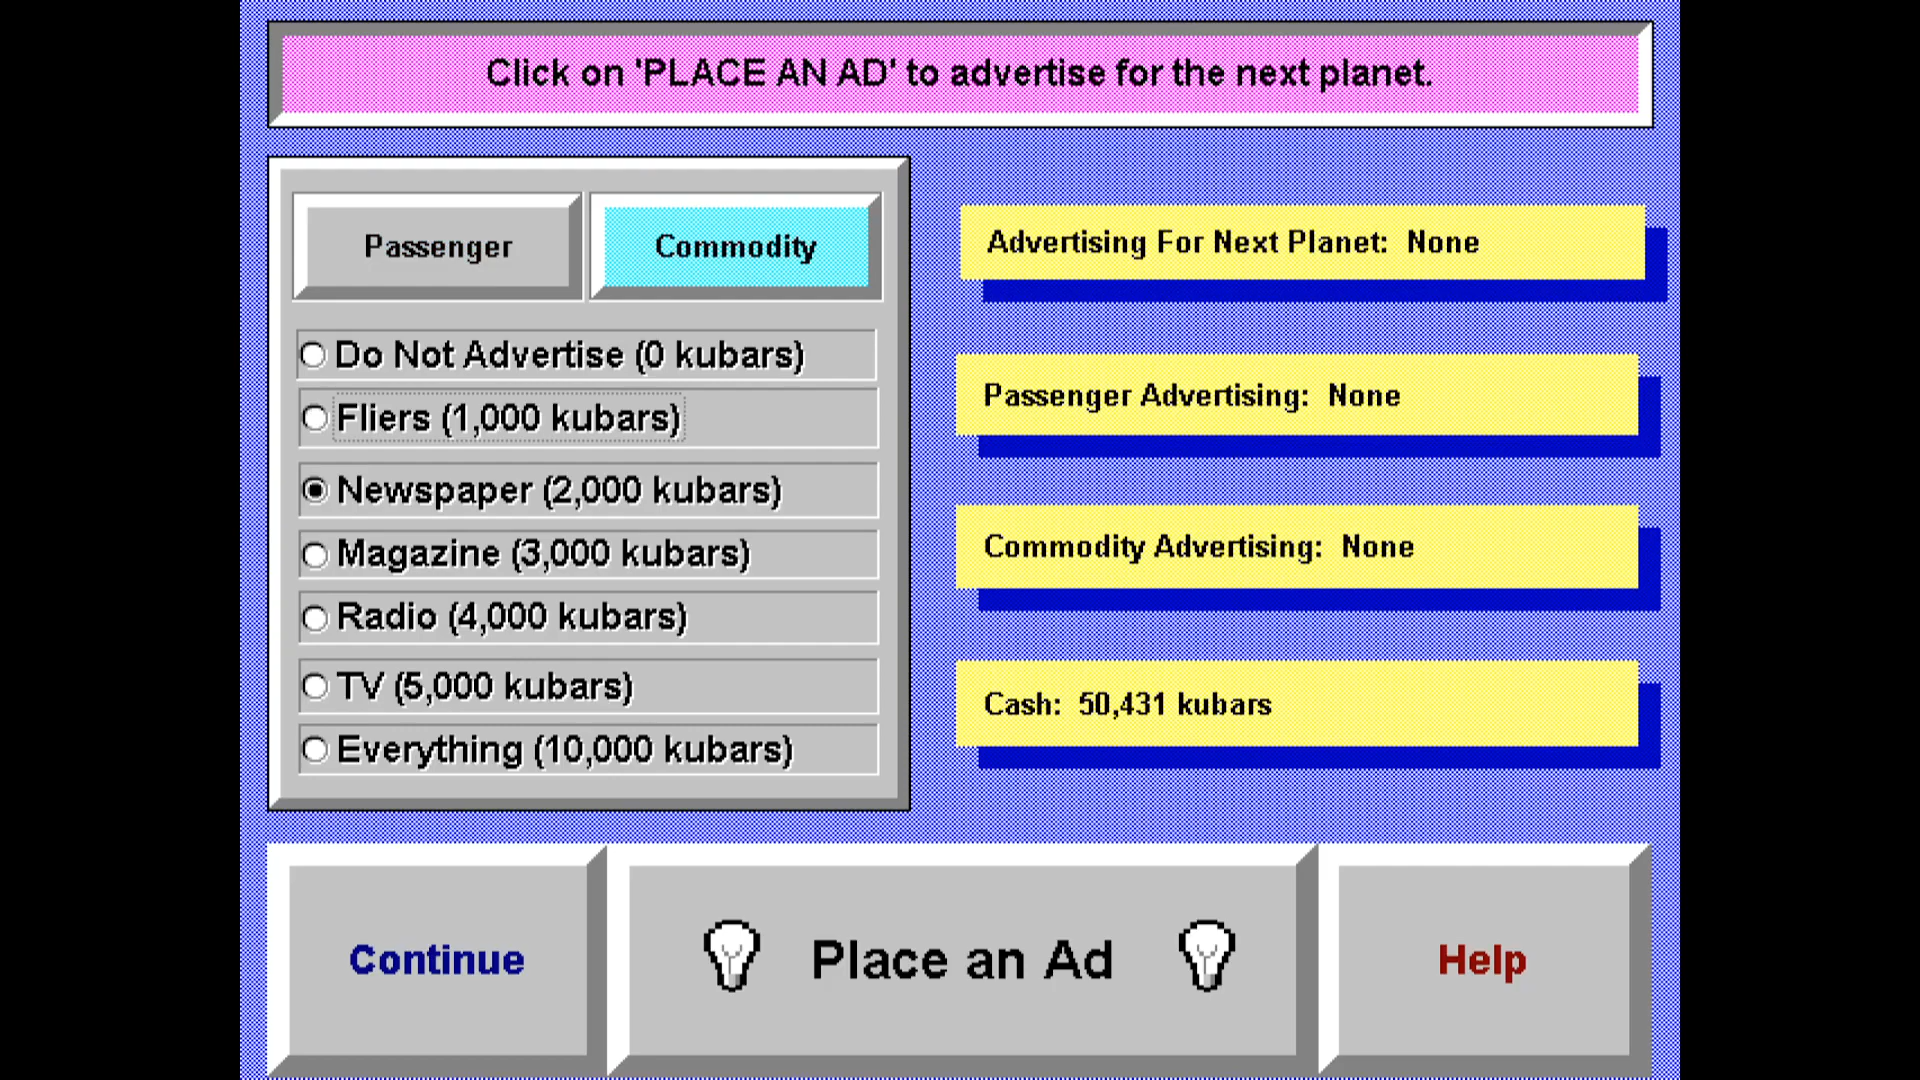 Click on 'PLACE AN AD' to advertise for the next planet.
Passenger
Commodity
Do Not Advertise (0 kubars)
Fliers (1,000 kubars)
Newspaper (2,000 kubars)
Magazine (3,000 kubars)
Radio (4,000 kubars)
TV (5,000 kubars)
Everything (10,000 kubars)
Advertising For Next Planet: None
Passenger Advertising: None
Commodity Advertising: None
Cash: 50,431 kubars
Continue
Place an Ad
Help